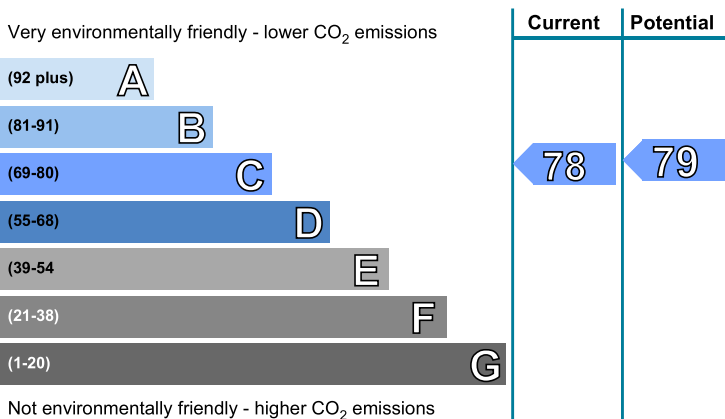 Very environmentally friendly - lower CO2 emissions
Current
Potential
(92 plus) A
(81-91) B
(69-80) C
78
79
(55-68) D
(39-54 E
(21-38) F
(1-20) G
Not environmentally friendly - higher CO2 emissions